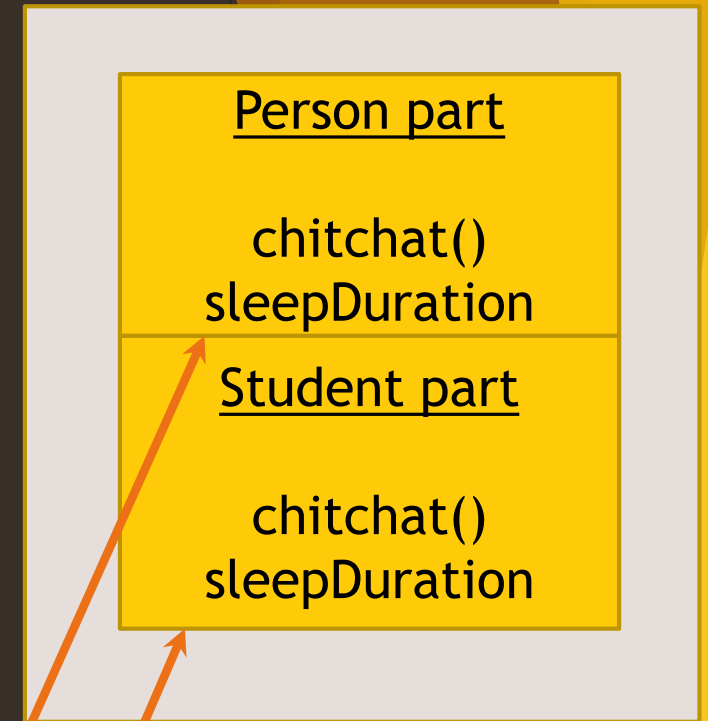 Person part
chitchat()
sleepDuration
Student part
chitchat()
sleepDuration